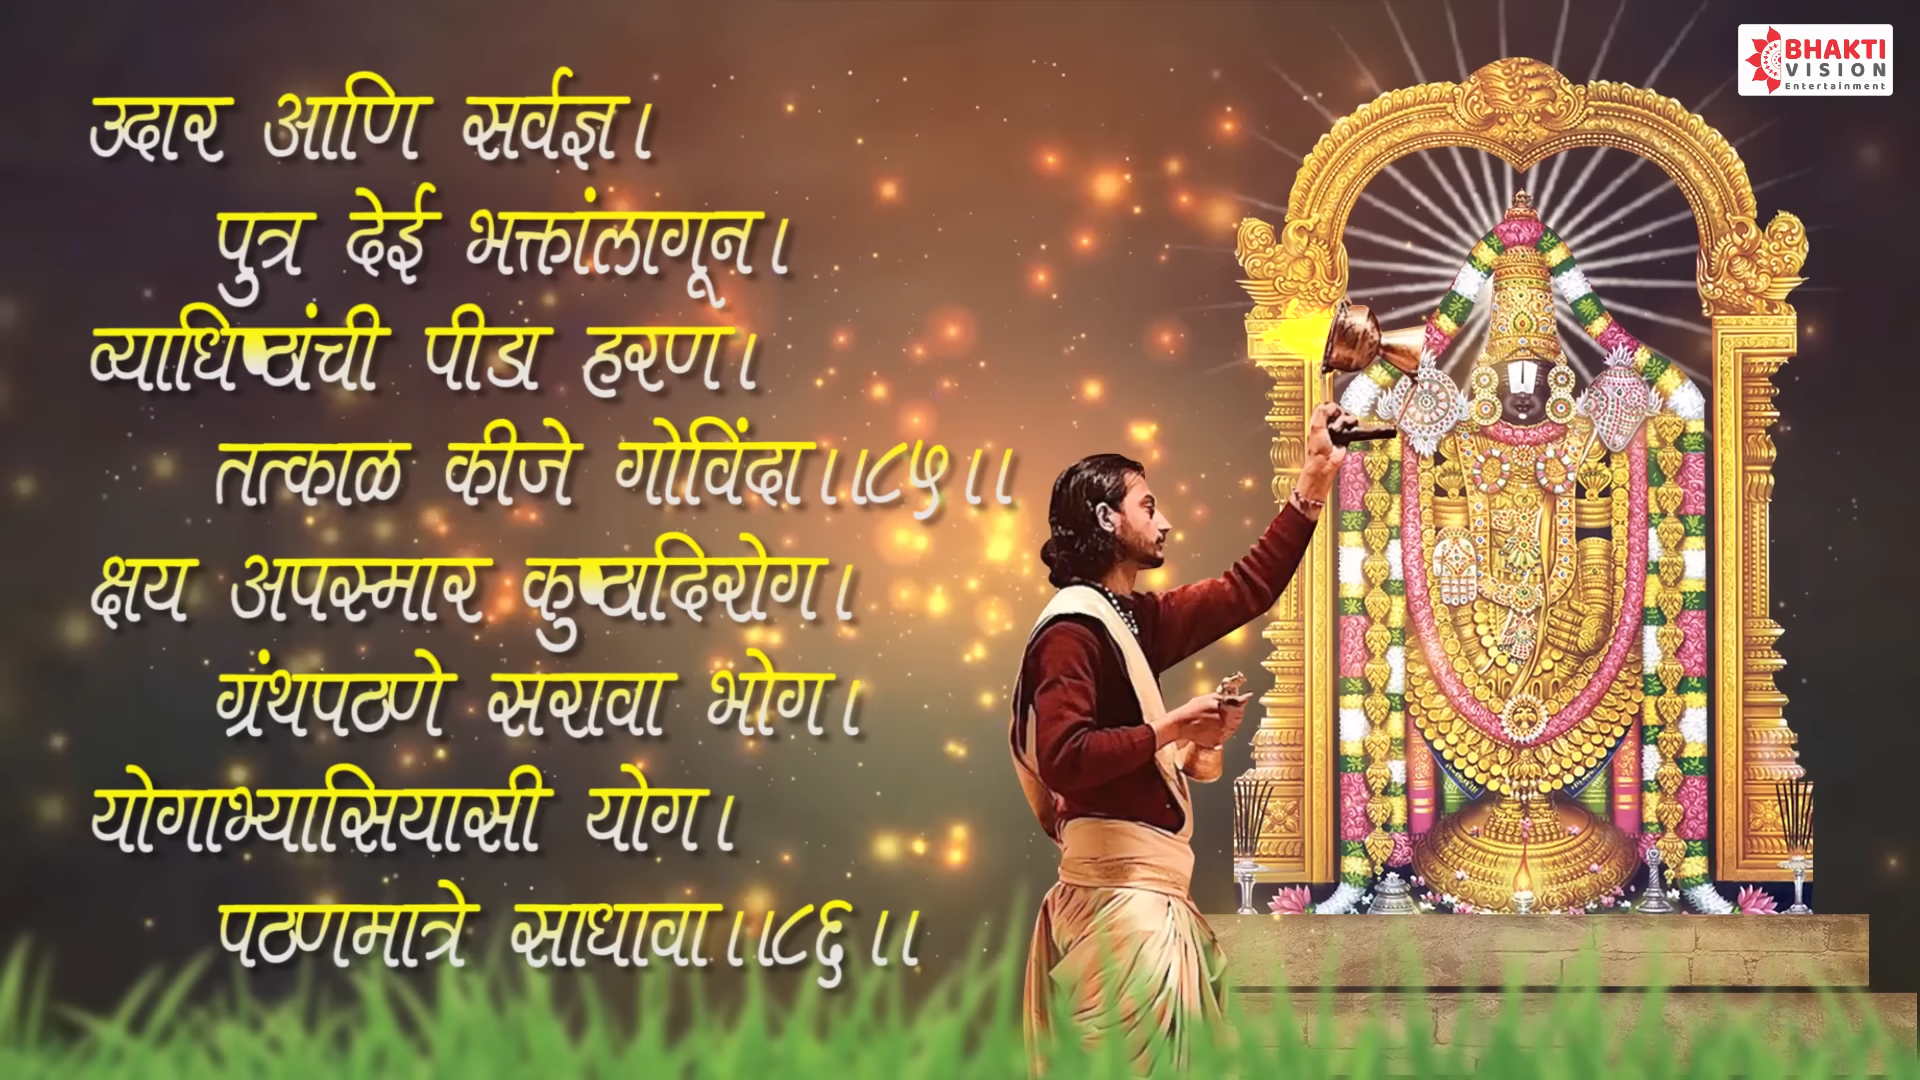 उदार आणि सर्वज्ञ।
पुत्र देई भक्तांलागून।
व्याधिष्ठांची पीडा हरण।
तत्काळ कीजे गोविंदा।।८५।।
क्षय अपस्मार कुष्ठादिरोग।
ग्रंथपठणे सरावा भोग।
योगाभ्यासियासी योग।
पठणमात्रे साधावा।।८६।।
BHAKTI
VISION
Entertainment